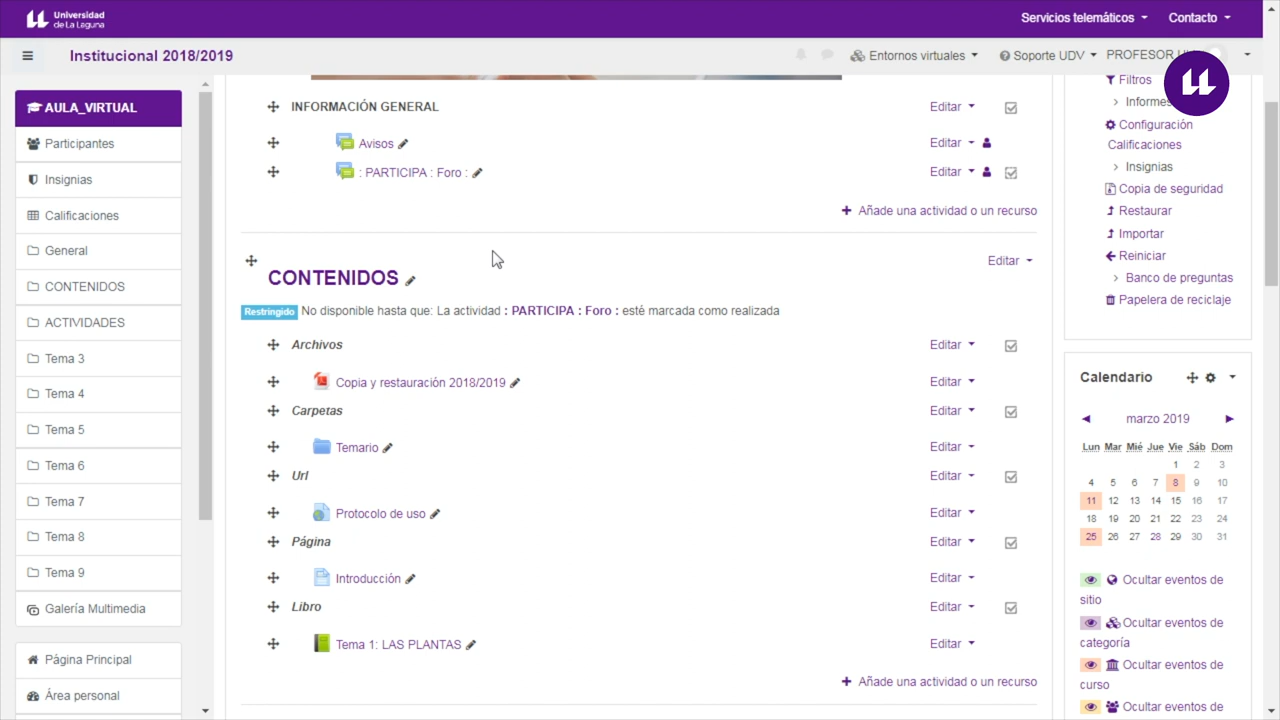 Universidad
de La Laguna
Servicios telemáticos
Contacto
Institucional 2018/2019
Entornos virtuales
Soporte UDV
PROFESOR
AULA_VIRTUAL
Participantes
Insignias
Calificaciones
General
CONTENIDOS
ACTIVIDADES
Tema 3
Tema 4
Tema 5
Tema 6
Tema 7
Tema 8
Tema 9
Galería Multimedia
Página Principal
Área personal
INFORMACIÓN GENERAL
Editar
Avisos
Editar
: PARTICIPA : Foro :
Editar
+ Añade una actividad o un recurso
CONTENIDOS
Editar
Restringido No disponible hasta que: La actividad : PARTICIPA : Foro : esté marcada como realizada
Archivos
Editar
Copia y restauración 2018/2019
Editar
Carpetas
Editar
Temario
Editar
Url
Editar
Protocolo de uso
Editar
Página
Editar
Introducción
Editar
Libro
Editar
Tema 1: LAS PLANTAS
Editar
+ Añade una actividad o un recurso
Filtros
Informes
Configuración
Calificaciones
Insignias
Copia de seguridad
Restaurar
Importar
Reiniciar
Banco de preguntas
Papelera de reciclaje
Calendario
marzo 2019
Lun Mar Mié Jue Vie Sáb Dom
1 2 3
4 5 6 7 8 9 10
11 12 13 14 15 16 17
18 19 20 21 22 23 24
25 26 27 28 29 30 31
Ocultar eventos de
sitio
Ocultar eventos de
categoría
Ocultar eventos de
curso
Ocultar eventos de